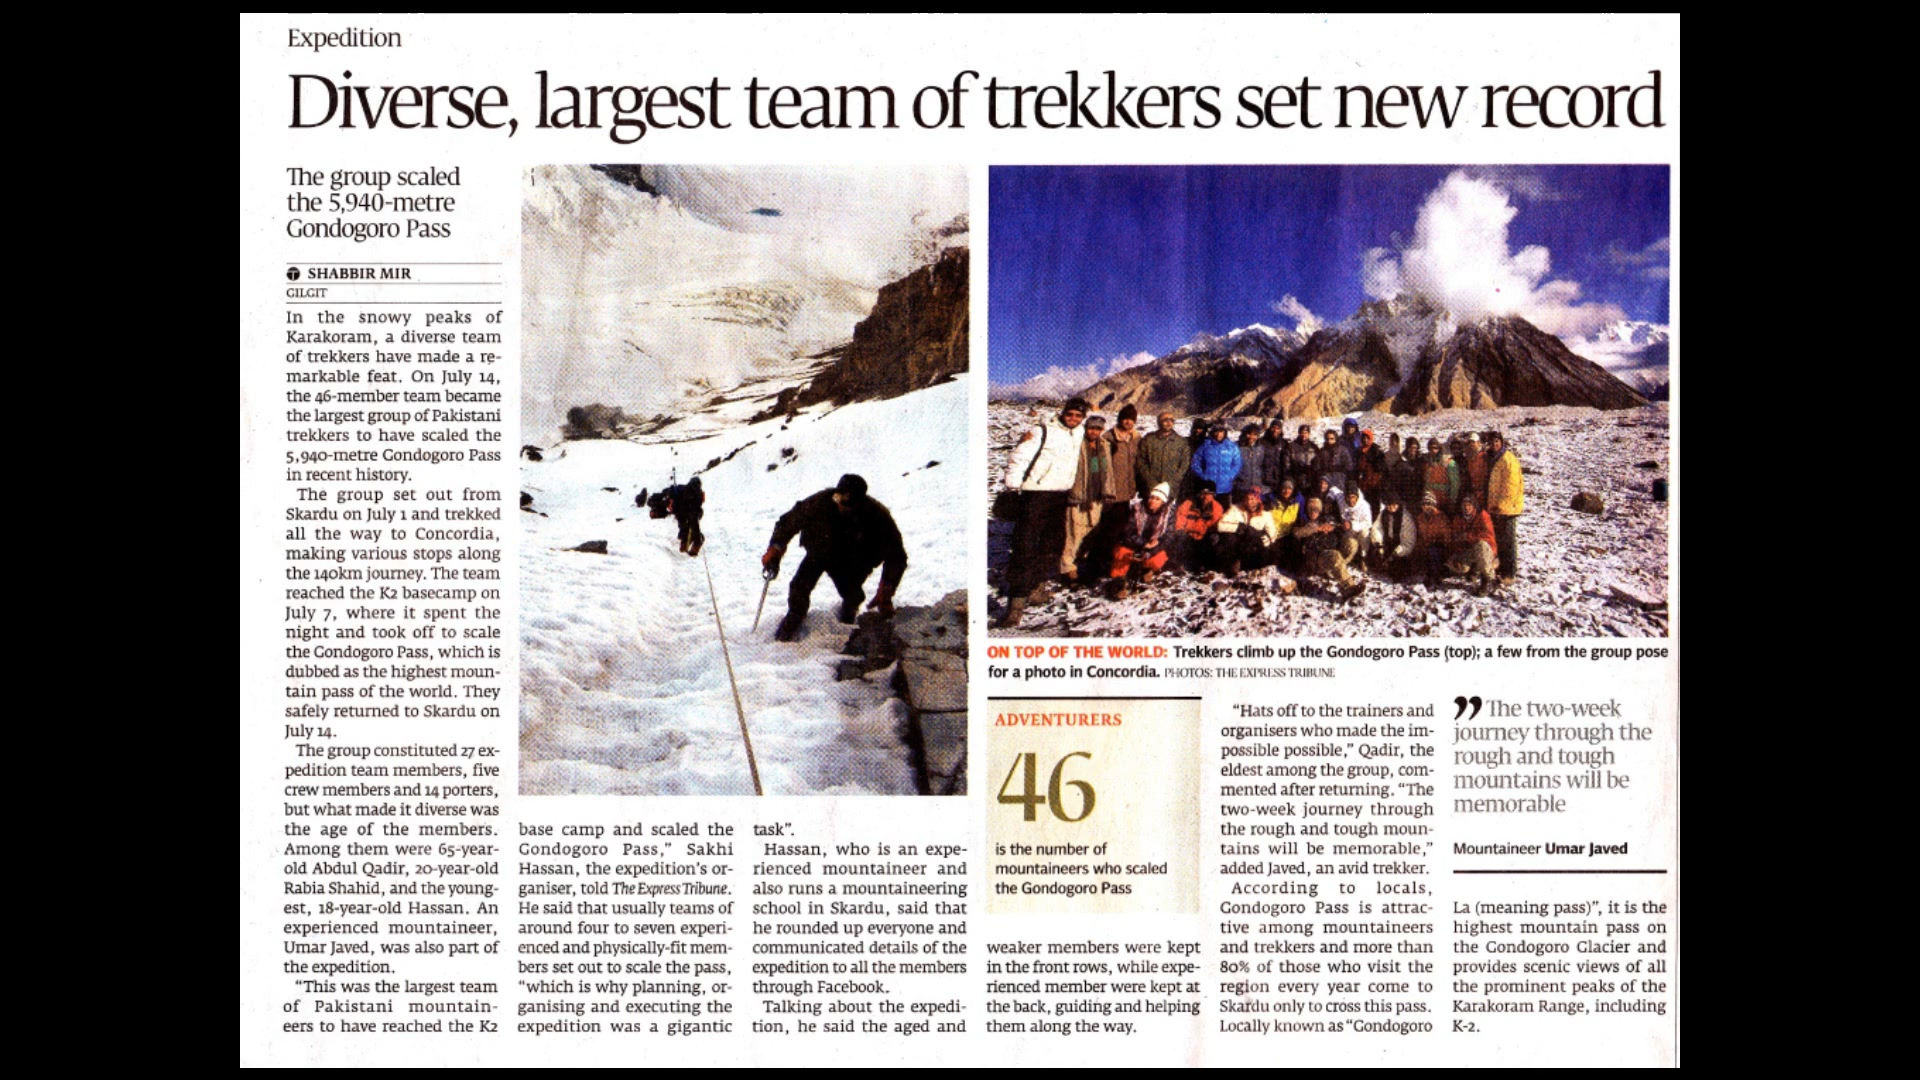 Expedition
Diverse, largest team of trekkers set new record
The group scaled
the 5,940-metre
Gondogoro Pass
SHABBIR MIR
GILGIT
In the snowy peaks of
Karakoram, a diverse team
of trekkers have made a re-
markable feat. On July 14,
the 46-member team became
the largest group of Pakistani
trekkers to have scaled the
5,940-metre Gondogoro Pass
in recent history.
The group set out from
Skardu on July 1 and trekked
all the way to Concordia,
making various stops along
the 140km journey. The team
reached the K2 basecamp on
July 7, where it spent the
night and took off to scale
the Gondogoro Pass, which is
dubbed as the highest moun-
tain pass of the world. They
safely returned to Skardu on
July 14.
The group constituted 27 ex-
pedition team members, five
crew members and 14 porters,
but what made it diverse was
the age of the members.
Among them were 65-year-
old Abdul Qadir, 20-year-old
Rabia Shahid, and the young-
est, 18-year-old Hassan. An
experienced mountaineer,
Umar Javed, was also part of
the expedition.
"This was the largest team
of Pakistani mountain-
eers to have reached the K2
base camp and scaled the
Gondogoro Pass," Sakhi
Hassan, the expedition's or-
ganiser, told The Express Tribune.
He said that usually teams of
around four to seven experi-
enced and physically-fit mem-
bers set out to scale the pass,
"which is why planning, or-
ganising and executing the
expedition was a gigantic
task".
Hassan, who is an expe-
rienced mountaineer and
also runs a mountaineering
school in Skardu, said that
he rounded up everyone and
communicated details of the
expedition to all the members
through Facebook.
Talking about the expedi-
tion, he said the aged and
ON TOP OF THE WORLD: Trekkers climb up the Gondogoro Pass (top); a few from the group pose
for a photo in Concordia. PHOTOS: THE EXPRESS TRIBUNE
ADVENTURERS
46
is the number of
mountaineers who scaled
the Gondogoro Pass
weaker members were kept
in the front rows, while expe-
rienced member were kept at
the back, guiding and helping
them along the way.
"Hats off to the trainers and
organisers who made the im-
possible possible," Qadir, the
eldest among the group, com-
mented after returning. "The
two-week journey through
the rough and tough moun-
tains will be memorable,"
added Javed, an avid trekker.
According to locals,
Gondogoro Pass is attrac-
tive among mountaineers
and trekkers and more than
80% of those who visit the
region every year come to
Skardu only to cross this pass.
Locally known as "Gondogoro
" The two-week
journey through the
rough and tough
mountains will be
memorable
Mountaineer Umar Javed
La (meaning pass)", it is the
highest mountain pass on
the Gondogoro Glacier and
provides scenic views of all
the prominent peaks of the
Karakoram Range, including
K-2.